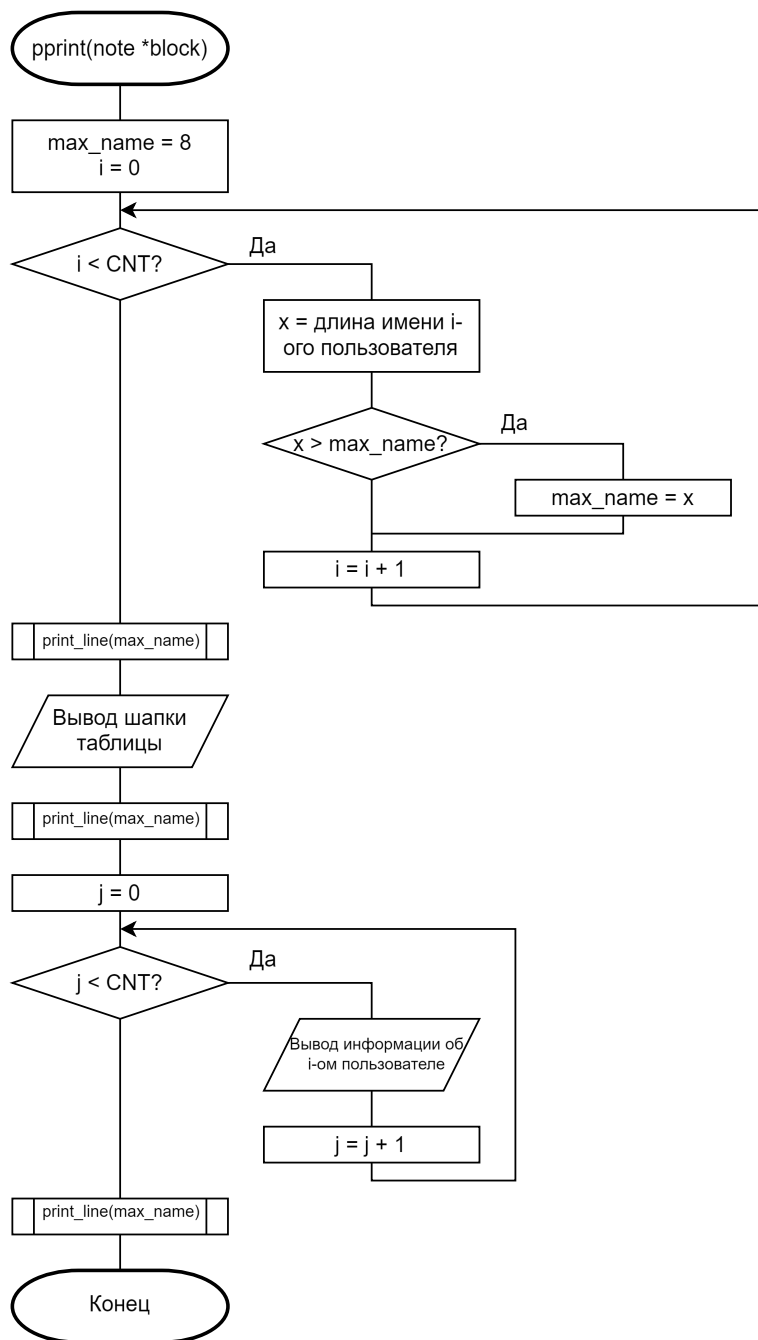 pprint(note *block)
max_name = 8
i = 0
i < CNT?
Да
x = длина имени i-
ого пользователя
x > max_name?
Да
max_name = x
i = i + 1
print_line(max_name)
Вывод шапки
таблицы
print_line(max_name)
j = 0
j < CNT?
Да
Вывод информации об
i-ом пользователе
j = j + 1
print_line(max_name)
Конец